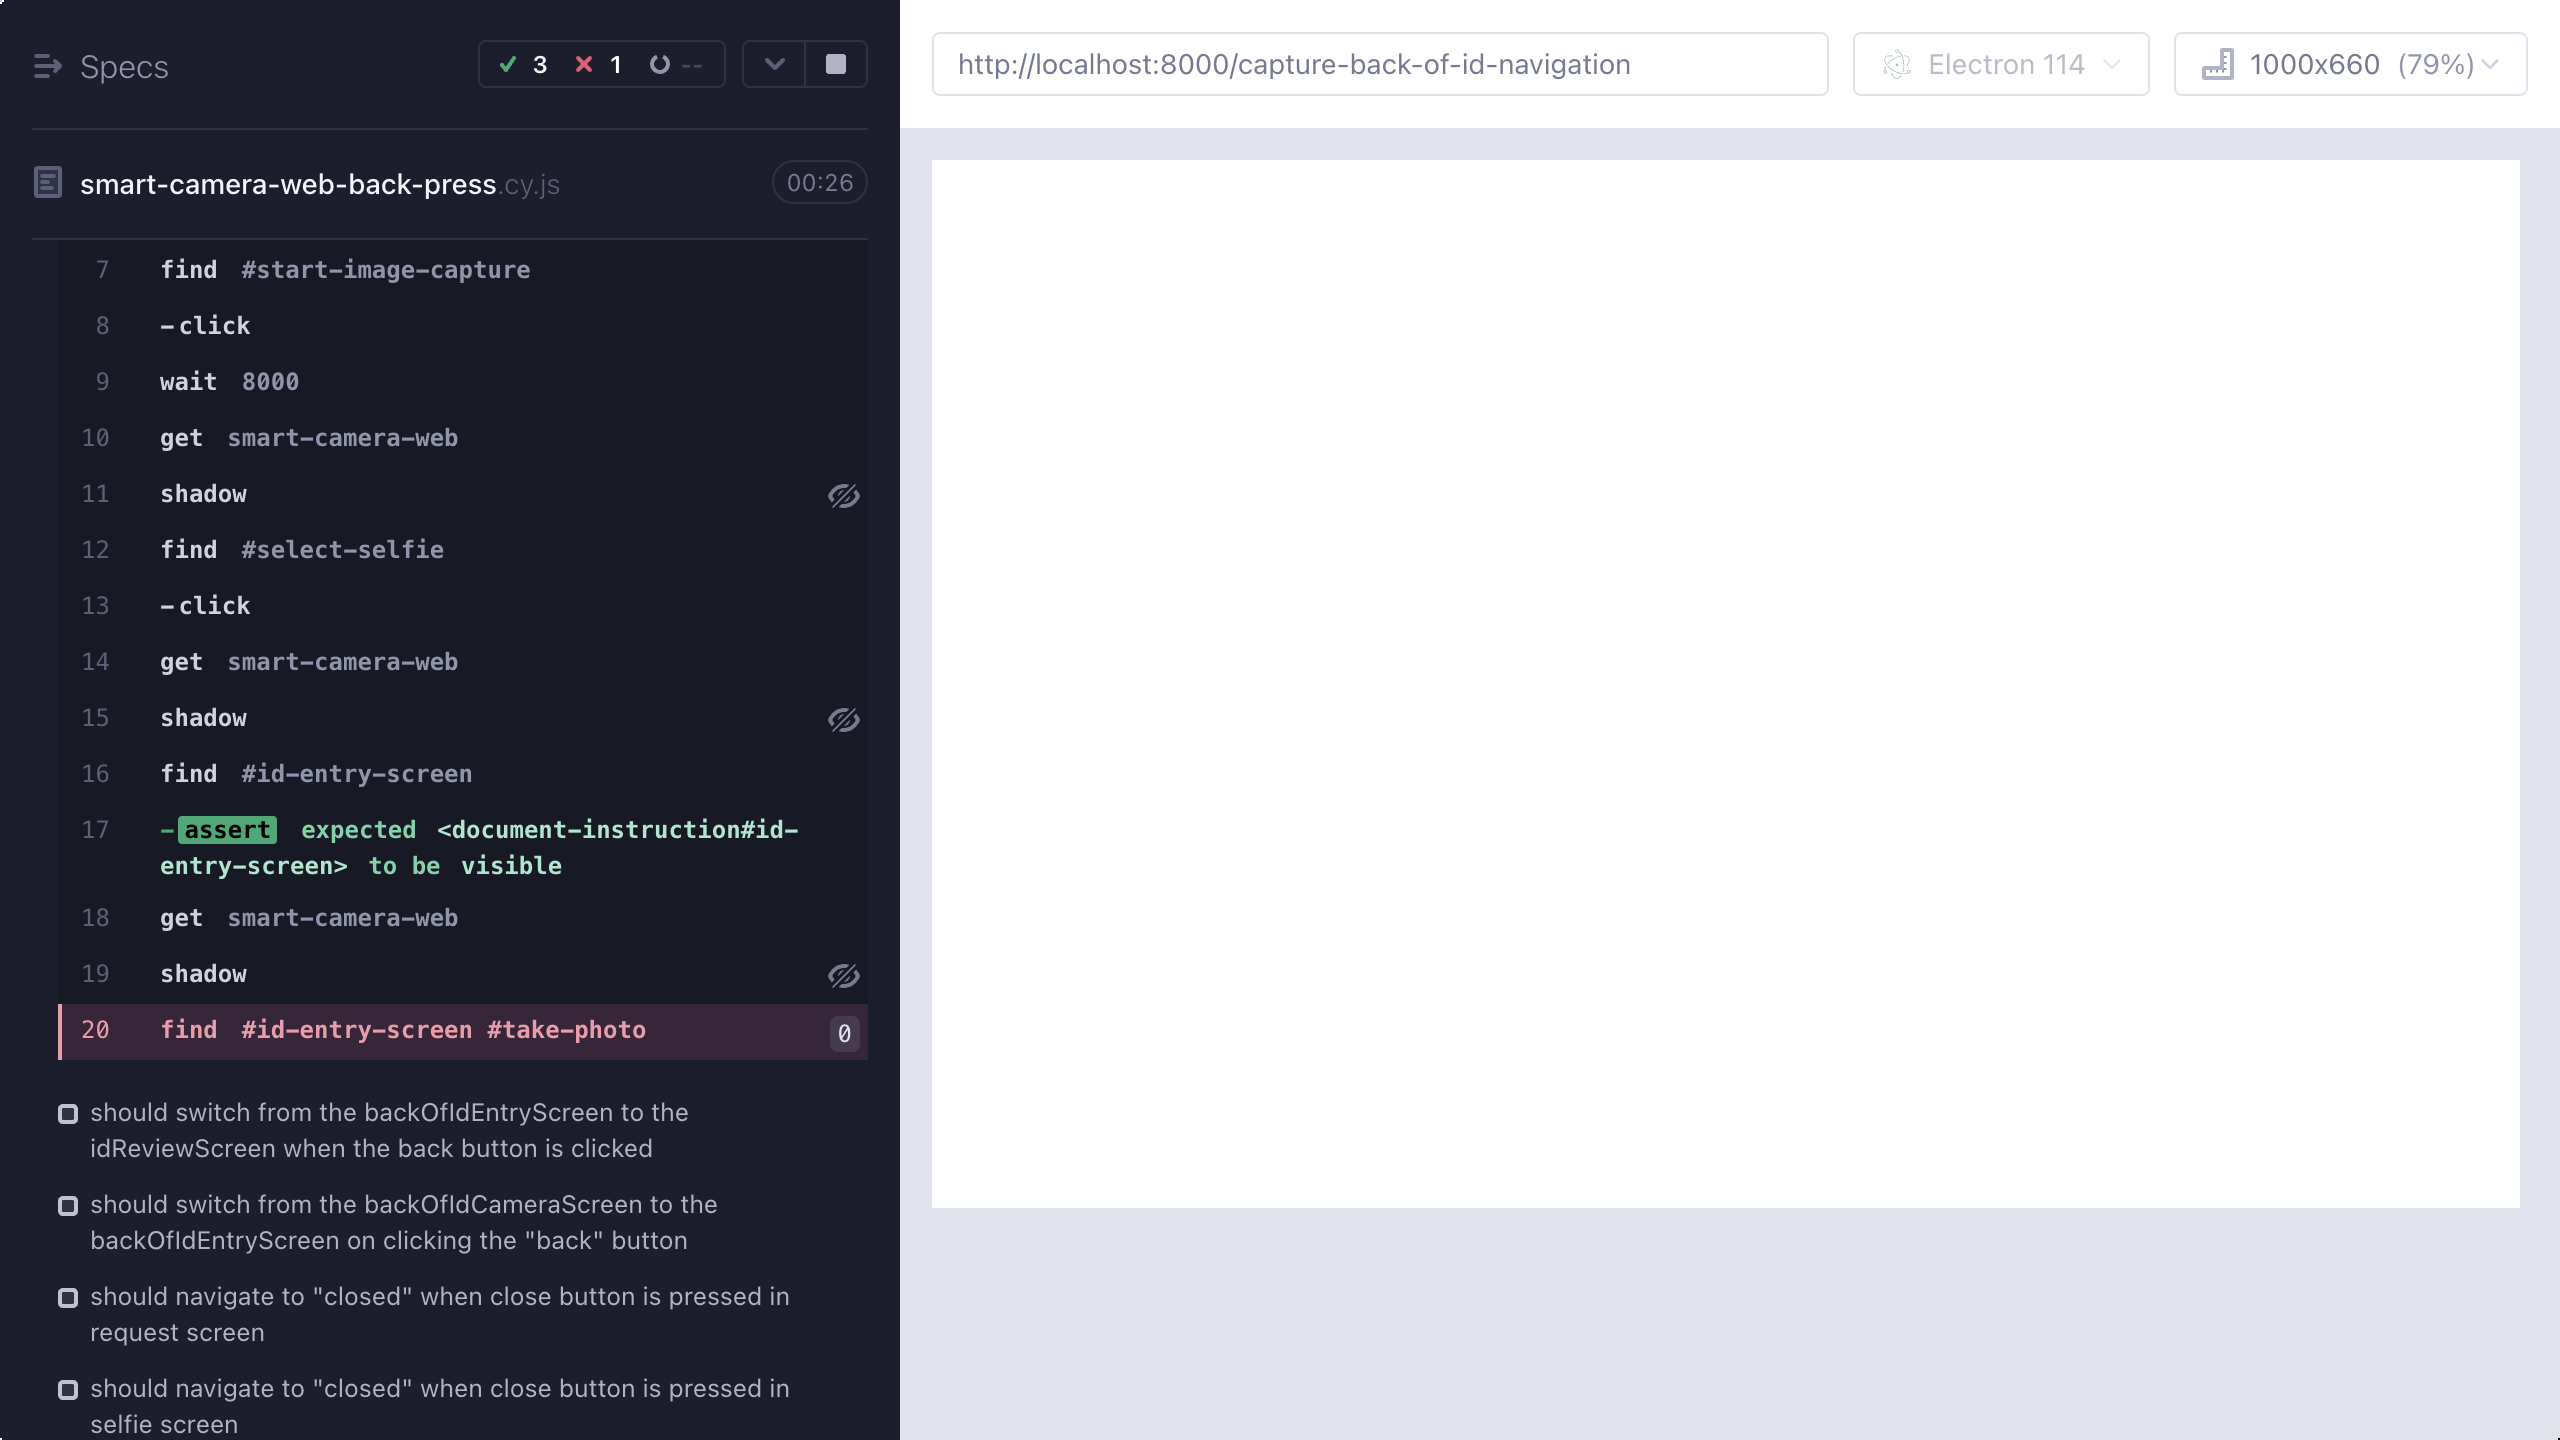 Specs
3 1 --
smart-camera-web-back-press.cy.js
00:26
7 find #start-image-capture
8 -click
9 wait 8000
10 get smart-camera-web
11 shadow
12 find #select-selfie
13 -click
14 get smart-camera-web
15 shadow
16 find #id-entry-screen
17 -assert expected <document-instruction#id-
entry-screen> to be visible
18 get smart-camera-web
19 shadow
20 find #id-entry-screen #take-photo 0
should switch from the backOfIdEntryScreen to the
idReviewScreen when the back button is clicked
should switch from the backOfIdCameraScreen to the
backOfIdEntryScreen on clicking the "back" button
should navigate to "closed" when close button is pressed in
request screen
should navigate to "closed" when close button is pressed in
selfie screen
http://localhost:8000/capture-back-of-id-navigation
Electron 114
1000x660 (79%)